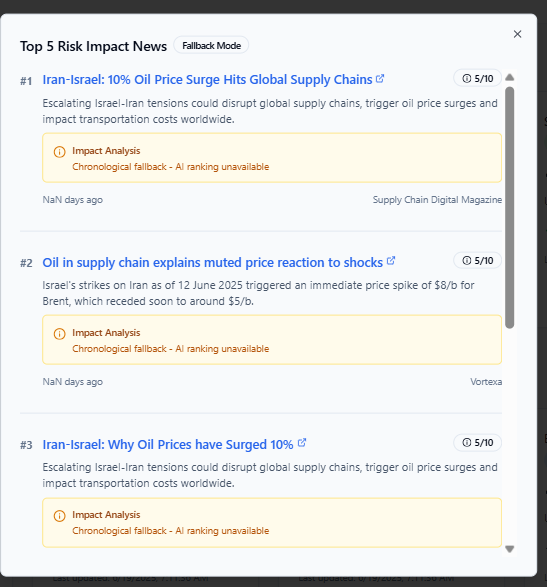 Top 5 Risk Impact News Fallback Mode
#1 Iran-Israel: 10% Oil Price Surge Hits Global Supply Chains 5/10
Escalating Israel-Iran tensions could disrupt global supply chains, trigger oil price surges and
impact transportation costs worldwide.
Impact Analysis
Chronological fallback - AI ranking unavailable
NaN days ago Supply Chain Digital Magazine
#2 Oil in supply chain explains muted price reaction to shocks 5/10
Israel's strikes on Iran as of 12 June 2025 triggered an immediate price spike of $8/b for
Brent, which receded soon to around $5/b.
Impact Analysis
Chronological fallback - AI ranking unavailable
NaN days ago Vortexa
#3 Iran-Israel: Why Oil Prices have Surged 10% 5/10
Escalating Israel-Iran tensions could disrupt global supply chains, trigger oil price surges and
impact transportation costs worldwide.
Impact Analysis
Chronological fallback - AI ranking unavailable